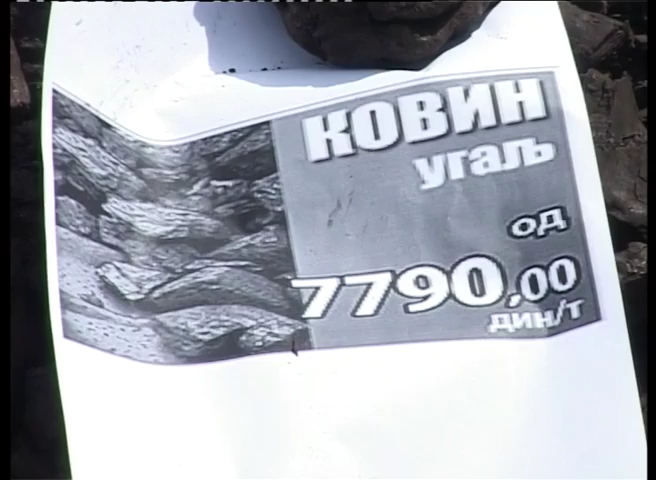 КОВИН
угаљ
од
7790,00
дин/т